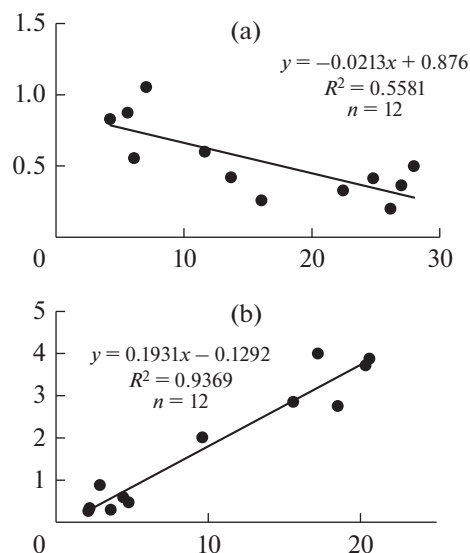 1.5
(a)
y = −0.0213x + 0.876
R² = 0.5581
n = 12
1.0
0.5
0
10
20
30
5
(b)
y = 0.1931x − 0.1292
R² = 0.9369
n = 12
4
3
2
1
0
10
20